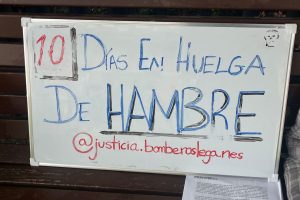 10 DÍAS EN HUELGA
DE HAMBRE
@justicia.bomberosleganes